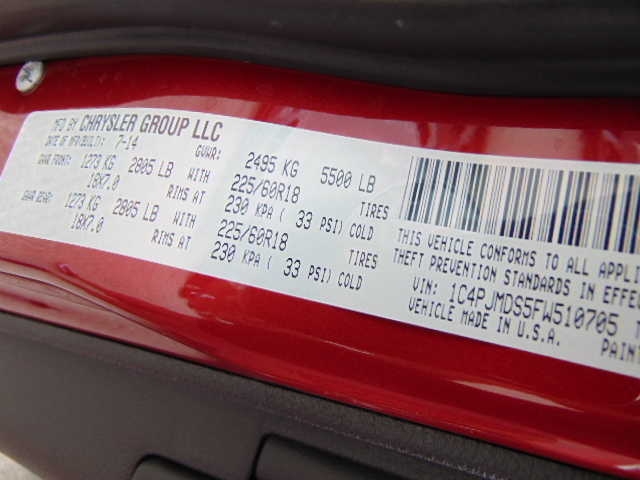 MFD BY CHRYSLER GROUP LLC
DATE OF MFR(BUILT): 7-14 GVWR: 2495 KG 5500 LB
GAWR FRONT: 1273 KG 2805 LB WITH 225/60R18 TIRES
18X7.0 RIMS AT 230 KPA ( 33 PSI) COLD
GAWR REAR: 1273 KG 2805 LB WITH 225/60R18 TIRES
18X7.0 RIMS AT 230 KPA ( 33 PSI) COLD
THIS VEHICLE CONFORMS TO ALL APPLI
THEFT PREVENTION STANDARDS IN EFFE
VIN: 1C4PJMDS5FW510705
VEHICLE MADE IN U.S.A. PAIN